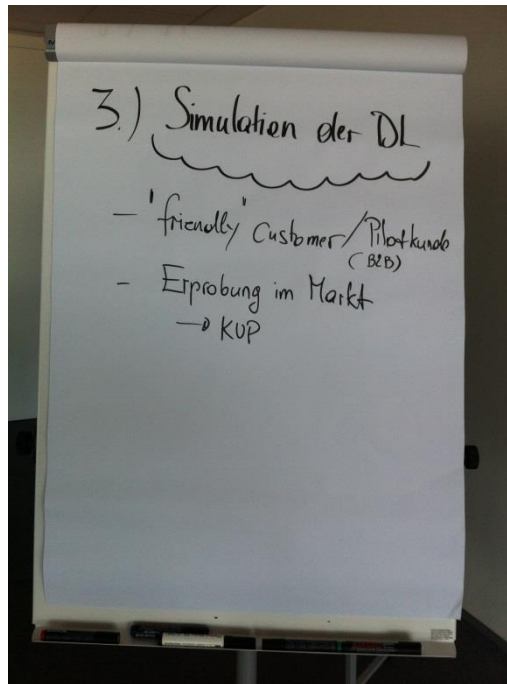 3.) Simulation der DL
- "friendly" Customer/Pilotkunde
(B2B)
- Erprobung im Markt
→ KUP